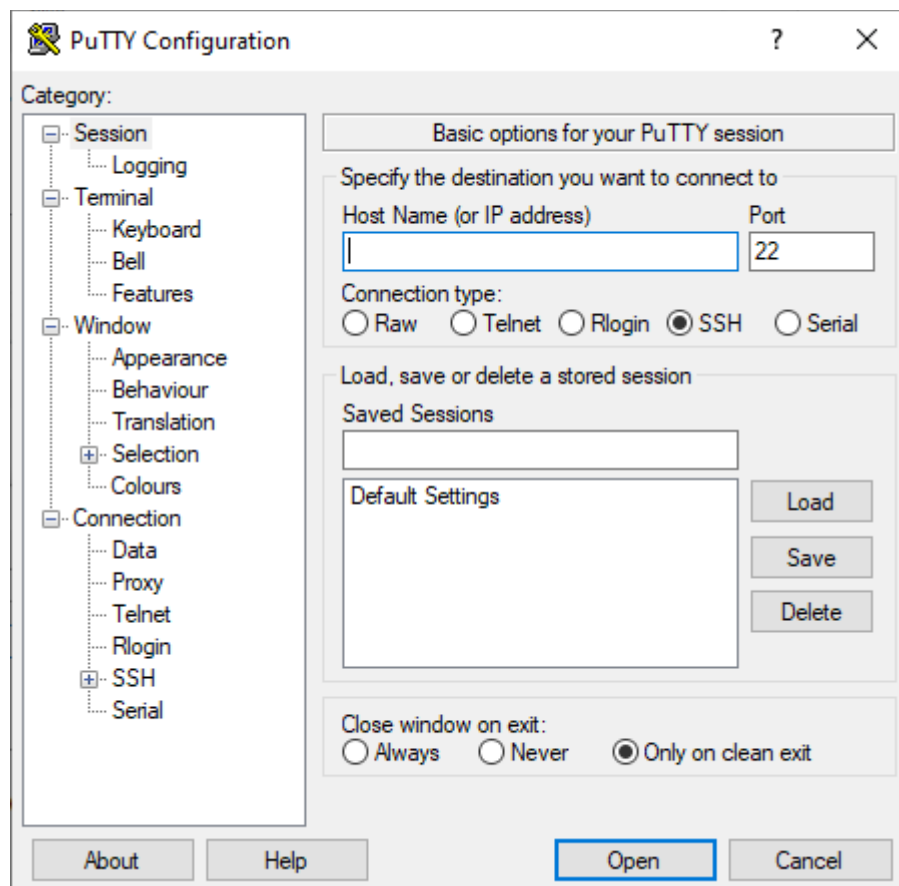 PuTTY Configuration
?
Category:
Session
Logging
Terminal
Keyboard
Bell
Features
Window
Appearance
Behaviour
Translation
Selection
Colours
Connection
Data
Proxy
Telnet
Rlogin
SSH
Serial
Basic options for your PuTTY session
Specify the destination you want to connect to
Host Name (or IP address) Port
22
Connection type:
Raw Telnet Rlogin SSH Serial
Load, save or delete a stored session
Saved Sessions
Default Settings
Load
Save
Delete
Close window on exit:
Always Never Only on clean exit
About Help Open Cancel